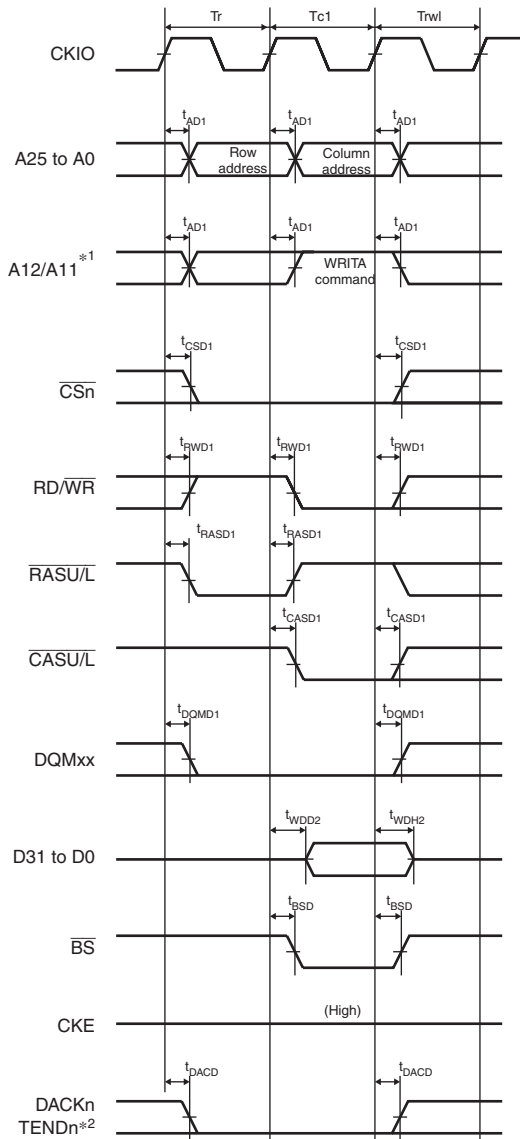 Tr Tc1 Trwl
CKIO
tAD1 tAD1 tAD1
A25 to A0
Row address
Column address
tAD1 tAD1 tAD1
A12/A11*1
WRITA command
tCSD1 tCSD1
CSn
tRWD1 tRWD1 tRWD1
RD/WR
tRASD1 tRASD1
RASU/L
tCASD1 tCASD1
CASU/L
tDQMD1 tDQMD1
DQMxx
tWDD2 tWDH2
D31 to D0
tBSD tBSD
BS
(High)
CKE
tDACD tDACD
DACKn
TENDn*2